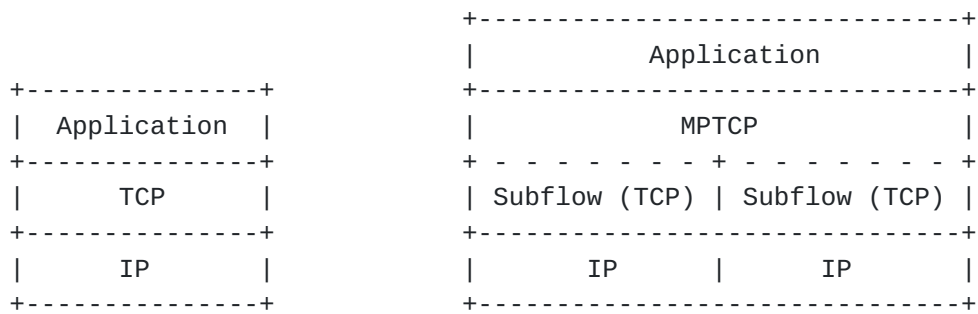 +-------------------------------+
                             |           Application         |
+---------------+            +-------------------------------+
|  Application  |            |             MPTCP             |
+---------------+            + - - - - - - - + - - - - - - - +
|      TCP      |            | Subflow (TCP) | Subflow (TCP) |
+---------------+            +-------------------------------+
|      IP       |            |       IP      |      IP       |
+---------------+            +-------------------------------+